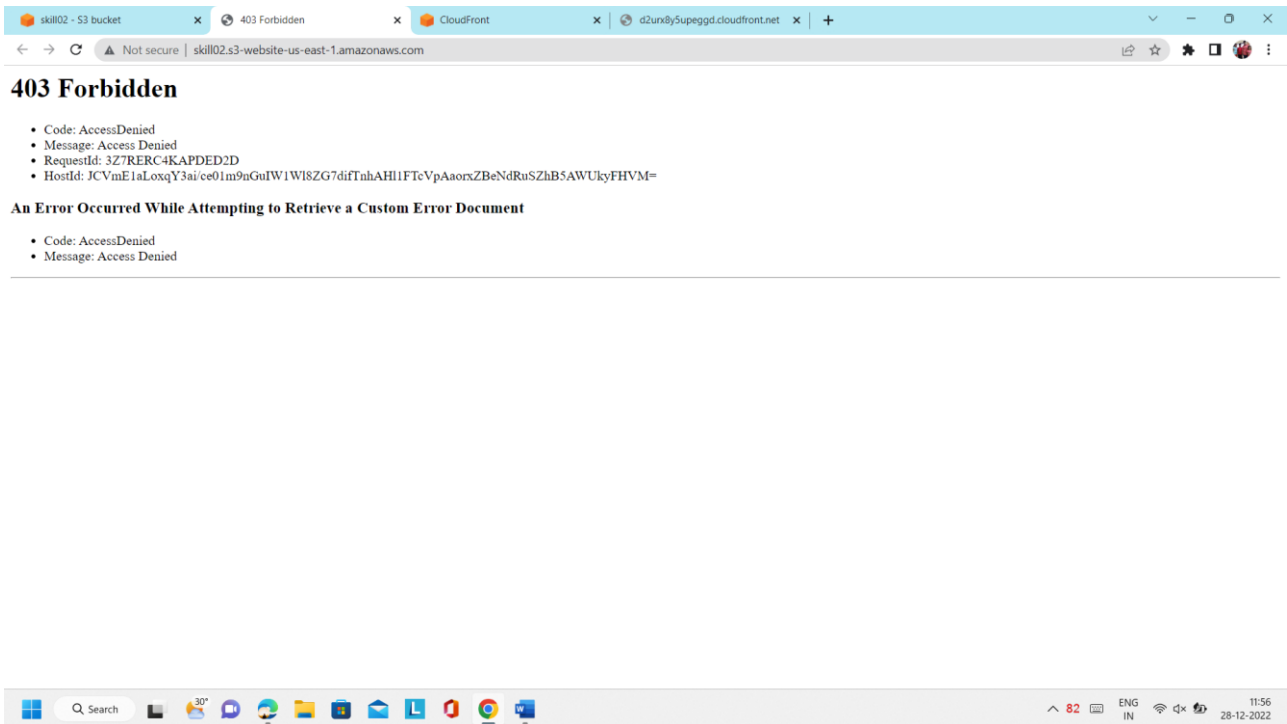 skill02 - S3 bucket
403 Forbidden
CloudFront
d2urx8y5upeggd.cloudfront.net
Not secure | skill02.s3-website-us-east-1.amazonaws.com
403 Forbidden
• Code: AccessDenied
• Message: Access Denied
• RequestId: 3Z7RERC4KAPDED2D
• HostId: JCVmE1aLoxqY3ai/ce01m9nGuIW1Wl8ZG7difTnhAHl1FTcVpAaorxZBeNdRuSZhB5AWUkyFHVM=
An Error Occurred While Attempting to Retrieve a Custom Error Document
• Code: AccessDenied
• Message: Access Denied
Search
30°
82
ENG
IN
11:56
28-12-2022